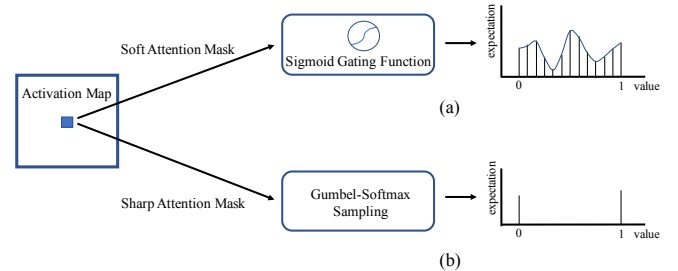 Soft Attention Mask
Sigmoid Gating Function
expectation
0
1
value
(a)
Activation Map
Sharp Attention Mask
Gumbel-Softmax
Sampling
expectation
0
1
value
(b)